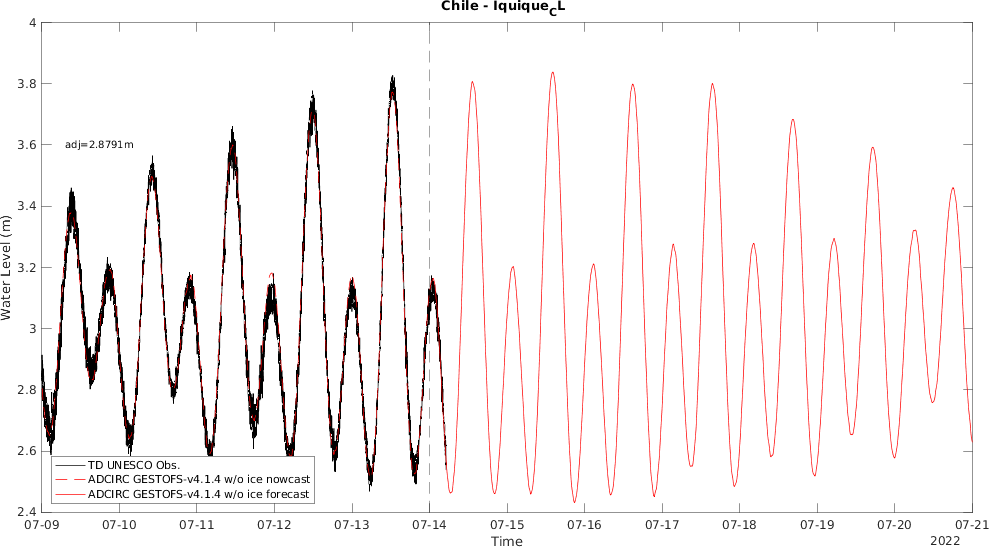 Chile - Iquique_CL
4
3.8
3.6
3.4
3.2
3
2.8
2.6
2.4
Water Level (m)
adj=2.8791m
TD UNESCO Obs.
ADCIRC GESTOFS-v4.1.4 w/o ice nowcast
ADCIRC GESTOFS-v4.1.4 w/o ice forecast
07-09 07-10 07-11 07-12 07-13 07-14 07-15 07-16 07-17 07-18 07-19 07-20 07-21
Time
2022